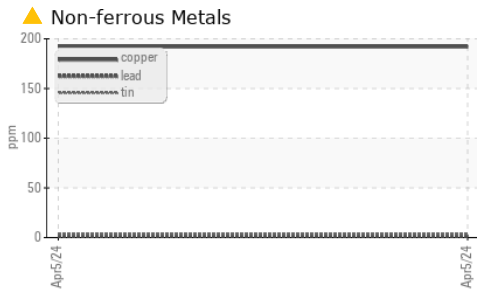 Non-ferrous Metals
200
copper
lead
tin
150
ppm
100
50
0
Apr5/24
Apr5/24